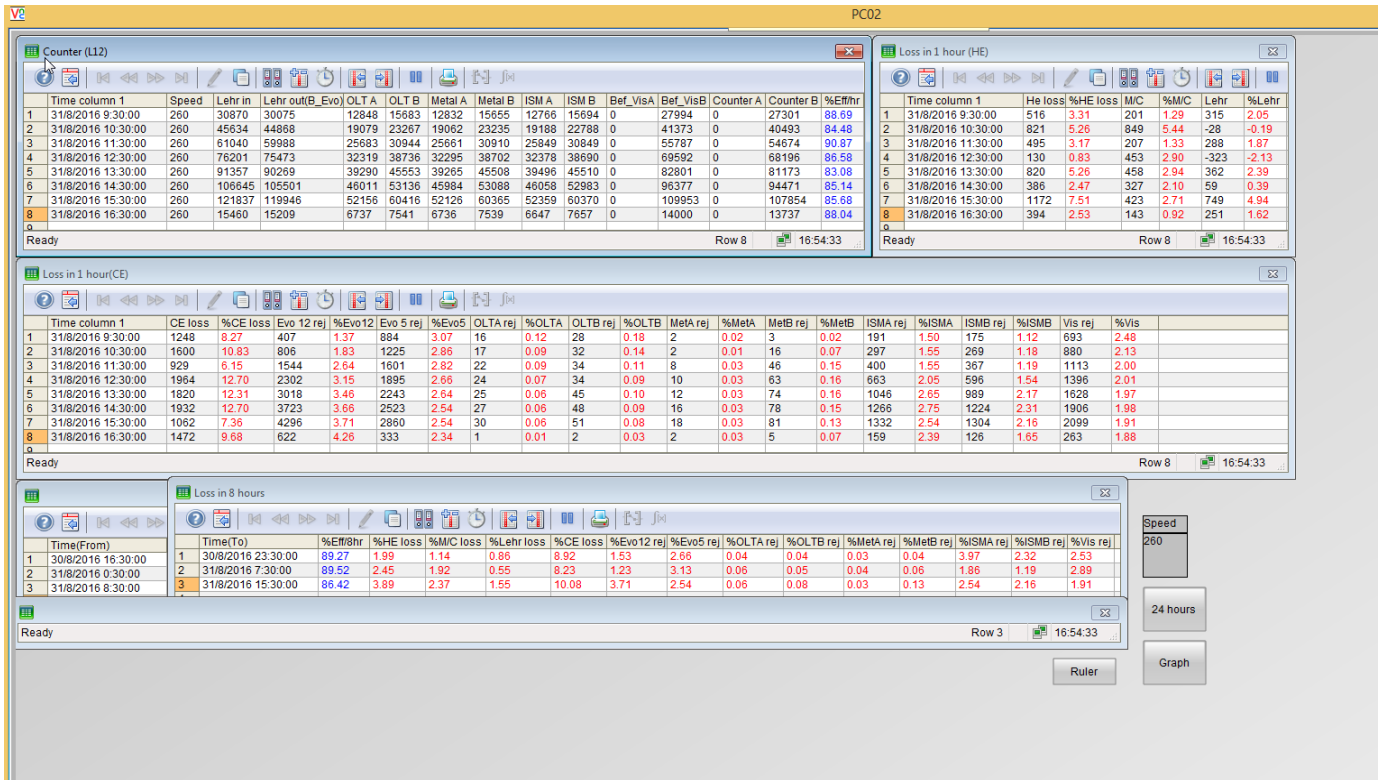 PC02
Counter (L12)
Time column 1 Speed Lehr in Lehr out(B_Evo) OLT A OLT B Metal A Metal B ISM A ISM B Bef_VisA Bef_VisB Counter A Counter B %Eff/hr
1 31/8/2016 9:30:00 260 30870 30075 12848 15683 12832 15655 12766 15694 0 27994 0 27301 88.69
2 31/8/2016 10:30:00 260 45634 44868 19079 23267 19062 23235 19188 22788 0 41373 0 40493 84.48
3 31/8/2016 11:30:00 260 61040 59988 25683 30944 25661 30910 25849 30849 0 55787 0 54674 90.87
4 31/8/2016 12:30:00 260 76201 75473 32319 38736 32295 38702 32378 38690 0 69592 0 68196 86.58
5 31/8/2016 13:30:00 260 91357 90269 39290 45553 39265 45508 39496 45510 0 82801 0 81173 83.08
6 31/8/2016 14:30:00 260 106645 105501 46011 53136 45984 53088 46058 52983 0 96377 0 94471 85.14
7 31/8/2016 15:30:00 260 121837 119946 52156 60416 52126 60365 52359 60370 0 109953 0 107854 85.68
8 31/8/2016 16:30:00 260 15460 15209 6737 7541 6736 7539 6647 7657 0 14000 0 13737 88.04
9
Ready Row 8 16:54:33
Loss in 1 hour (HE)
Time column 1 He loss %HE loss M/C %M/C Lehr %Lehr
1 31/8/2016 9:30:00 516 3.31 201 1.29 315 2.05
2 31/8/2016 10:30:00 821 5.26 849 5.44 -28 -0.19
3 31/8/2016 11:30:00 495 3.17 207 1.33 288 1.87
4 31/8/2016 12:30:00 130 0.83 453 2.90 -323 -2.13
5 31/8/2016 13:30:00 820 5.26 458 2.94 362 2.39
6 31/8/2016 14:30:00 386 2.47 327 2.10 59 0.39
7 31/8/2016 15:30:00 1172 7.51 423 2.71 749 4.94
8 31/8/2016 16:30:00 394 2.53 143 0.92 251 1.62
9
Ready Row 8 16:54:33
Loss in 1 hour(CE)
Time column 1 CE loss %CE loss Evo 12 rej %Evo12 Evo 5 rej %Evo5 OLTA rej %OLTA OLTB rej %OLTB MetA rej %MetA MetB rej %MetB ISMA rej %ISMA ISMB rej %ISMB Vis rej %Vis
1 31/8/2016 9:30:00 1248 8.27 407 1.37 884 3.07 16 0.12 28 0.18 2 0.02 3 0.02 191 1.50 175 1.12 693 2.48
2 31/8/2016 10:30:00 1600 10.83 806 1.83 1225 2.86 17 0.09 32 0.14 2 0.01 16 0.07 297 1.55 269 1.18 880 2.13
3 31/8/2016 11:30:00 929 6.15 1544 2.64 1601 2.82 22 0.09 34 0.11 8 0.03 46 0.15 400 1.55 367 1.19 1113 2.00
4 31/8/2016 12:30:00 1964 12.70 2302 3.15 1895 2.66 24 0.07 34 0.09 10 0.03 63 0.16 663 2.05 596 1.54 1396 2.01
5 31/8/2016 13:30:00 1820 12.31 3018 3.46 2243 2.64 25 0.06 45 0.10 12 0.03 74 0.16 1046 2.65 989 2.17 1628 1.97
6 31/8/2016 14:30:00 1932 12.70 3723 3.66 2523 2.54 27 0.06 48 0.09 16 0.03 78 0.15 1266 2.75 1224 2.31 1906 1.98
7 31/8/2016 15:30:00 1062 7.36 4296 3.71 2860 2.54 30 0.06 51 0.08 18 0.03 81 0.13 1332 2.54 1304 2.16 2099 1.91
8 31/8/2016 16:30:00 1472 9.68 622 4.26 333 2.34 1 0.01 2 0.03 2 0.03 5 0.07 159 2.39 126 1.65 263 1.88
9
Ready Row 8 16:54:33
Time(From)
1 30/8/2016 16:30:00
2 31/8/2016 0:30:00
3 31/8/2016 8:30:00
Loss in 8 hours
Time(To) %Eff/8hr %HE loss %M/C loss %Lehr loss %CE loss %Evo12 rej %Evo5 rej %OLTA rej %OLTB rej %MetA rej %MetB rej %ISMA rej %ISMB rej %Vis rej
1 30/8/2016 23:30:00 89.27 1.99 1.14 0.86 8.92 1.53 2.66 0.04 0.04 0.03 0.04 3.97 2.32 2.53
2 31/8/2016 7:30:00 89.52 2.45 1.92 0.55 8.23 1.23 3.13 0.06 0.05 0.04 0.06 1.86 1.19 2.89
3 31/8/2016 15:30:00 86.42 3.89 2.37 1.55 10.08 3.71 2.54 0.06 0.08 0.03 0.13 2.54 2.16 1.91
Ready Row 3 16:54:33
Speed
260
24 hours
Graph
Ruler